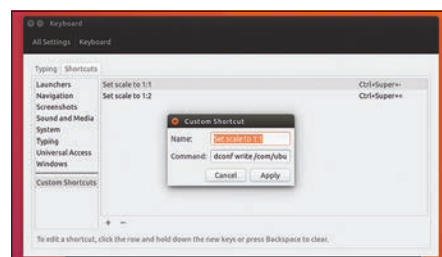 Keyboard
All Settings Keyboard
Typing Shortcuts
Launchers
Navigation
Screenshots
Sound and Media
System
Typing
Universal Access
Windows
Custom Shortcuts
Set scale to 1:1 Ctrl+Super+-
Set scale to 1:2 Ctrl+Super+=
Custom Shortcut
Name: Set scale to 1:1
Command: dconf write /com/ubu
Cancel Apply
+ -
To edit a shortcut, click the row and hold down the new keys or press Backspace to clear.